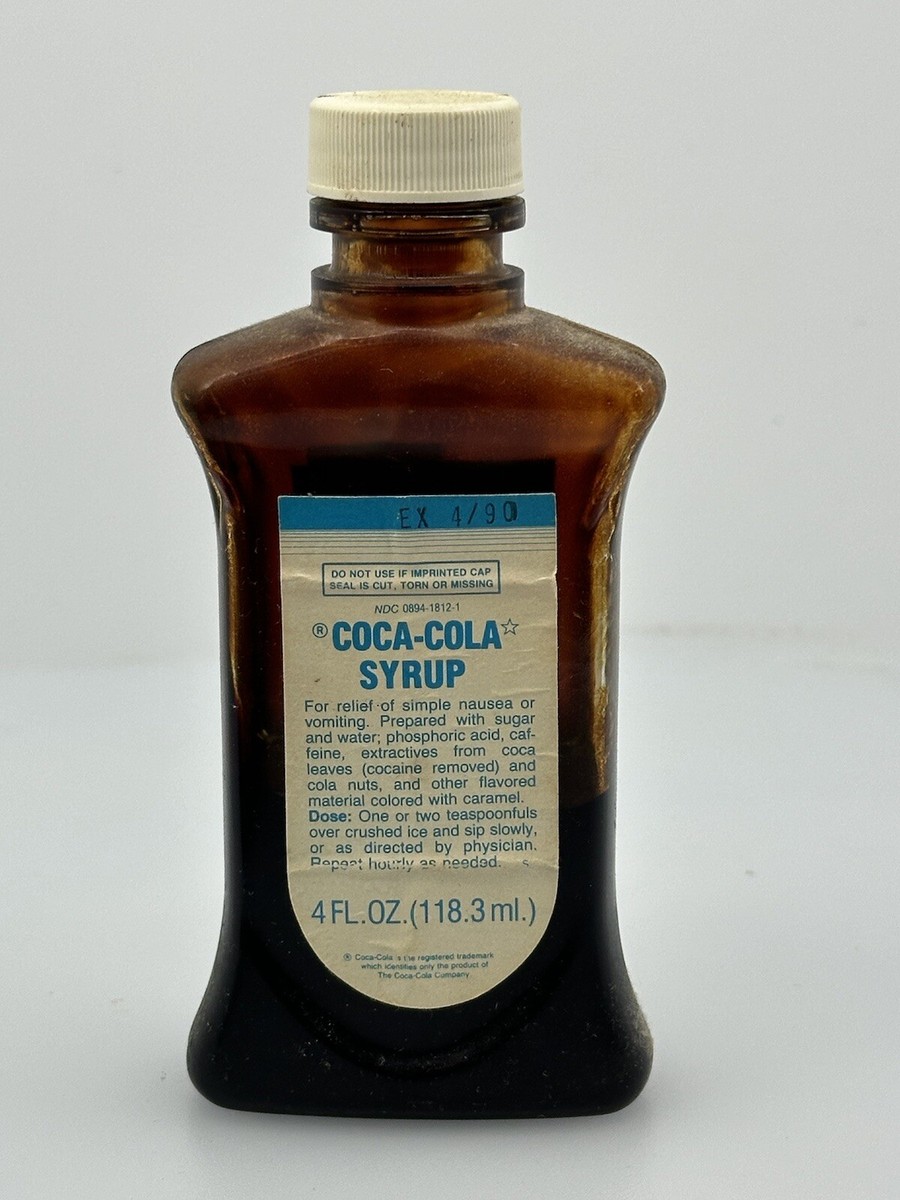 EX 4/90
DO NOT USE IF IMPRINTED CAP
SEAL IS CUT, TORN OR MISSING
NDC 0894-1812-1
® COCA-COLA☆
SYRUP
For relief of simple nausea or
vomiting. Prepared with sugar
and water; phosphoric acid, caf-
feine, extractives from coca
leaves (cocaine removed) and
cola nuts, and other flavored
material colored with caramel.
Dose: One or two teaspoonfuls
over crushed ice and sip slowly,
or as directed by physician.
Repeat hourly as needed. s
4 FL.OZ.(118.3 ml.)
® Coca-Cola is the registered trademark
which identifies only the product of
The Coca-Cola Company